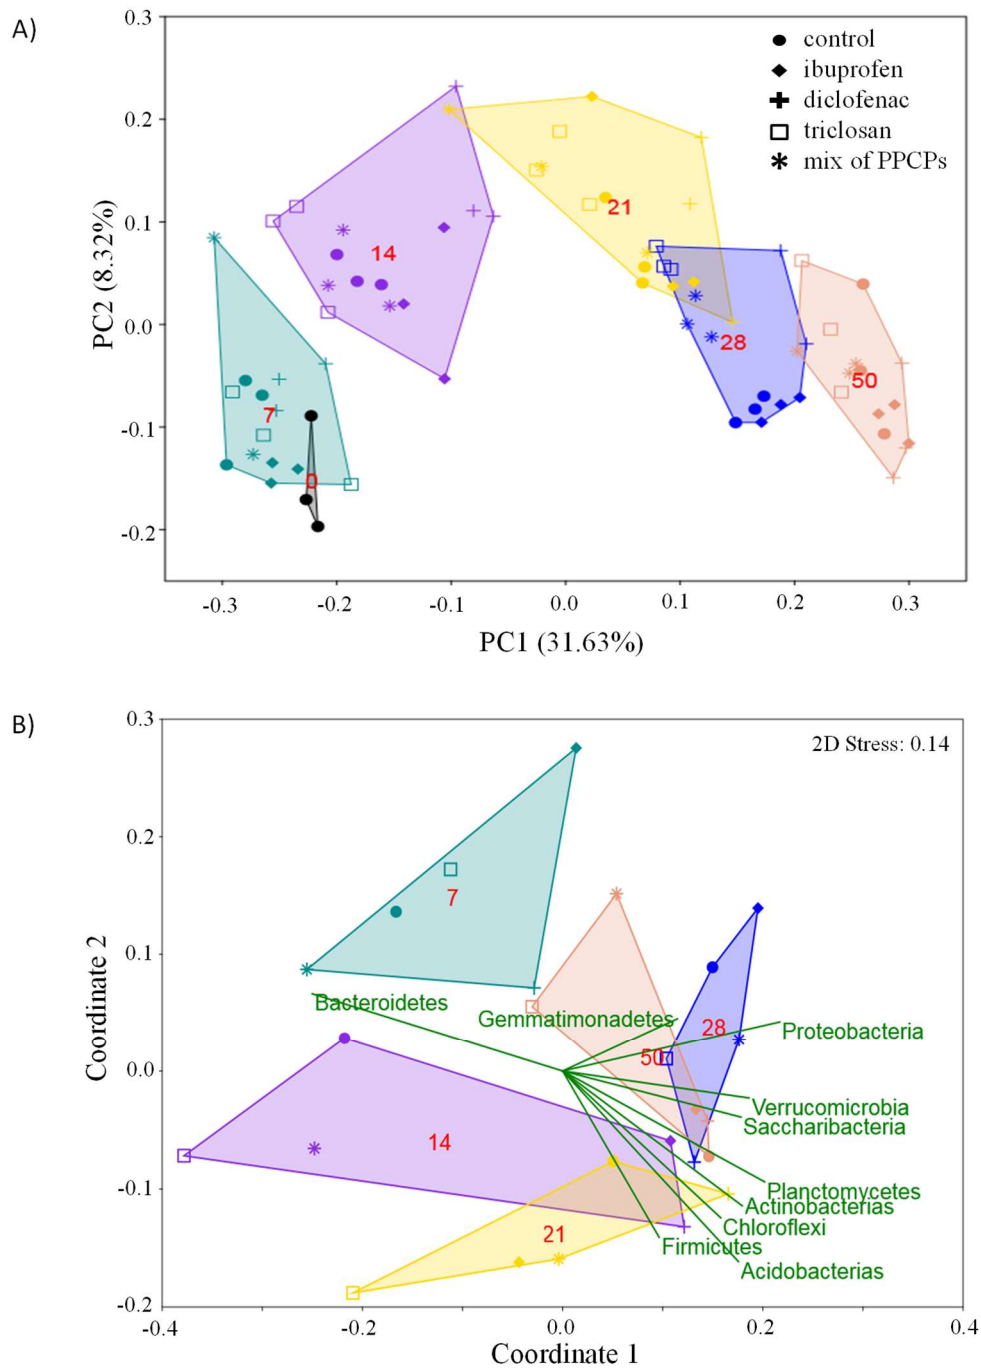 A)
0.3
0.2
0.1
0.0
-0.1
-0.2
PC2 (8.32%)
control
ibuprofen
diclofenac
triclosan
mix of PPCPs
14
21
28
50
7
0
-0.3
-0.2
-0.1
0.0
0.1
0.2
0.3
PC1 (31.63%)
B)
0.3
0.2
0.1
0.0
-0.1
-0.2
Coordinate 2
2D Stress: 0.14
7
Bacteroidetes
Gemmatimonadetes
28
Proteobacteria
50
Verrucomicrobia
Saccharibacteria
14
Planctomycetes
Actinobacterias
Chloroflexi
21
Firmicutes
Acidobacterias
-0.4
-0.2
0.0
0.2
0.4
Coordinate 1